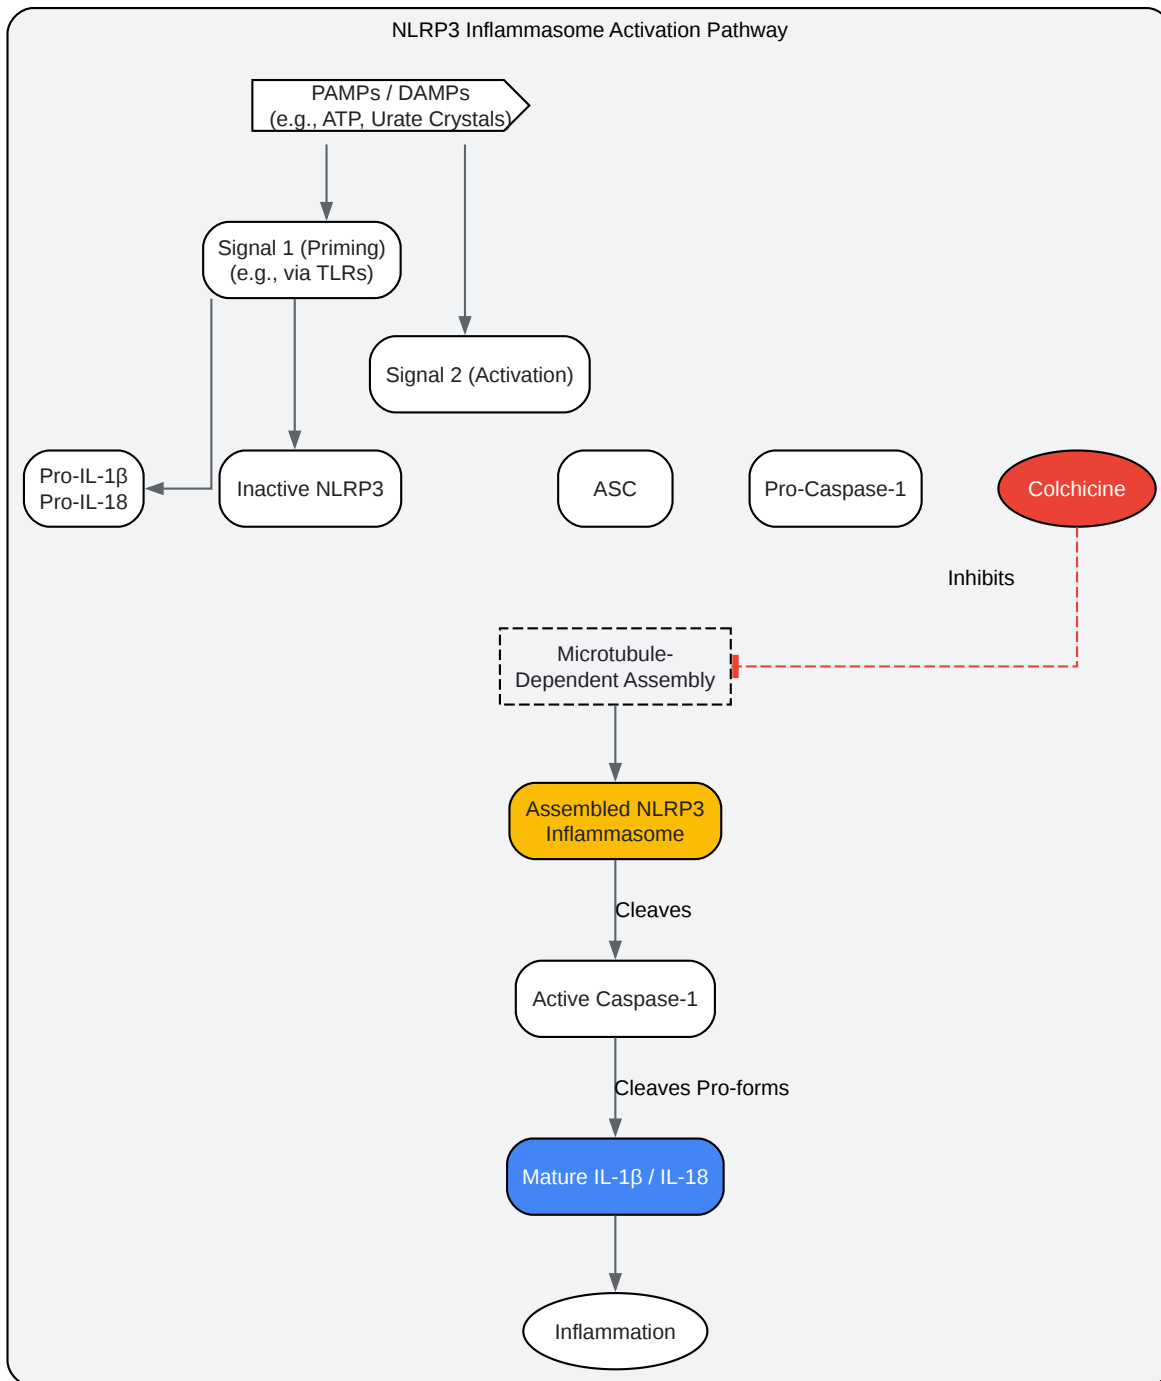 NLRP3 Inflammasome Activation Pathway
PAMPs / DAMPs
(e.g., ATP, Urate Crystals)
Signal 1 (Priming)
(e.g., via TLRs)
Signal 2 (Activation)
Pro-IL-1β
Pro-IL-18
Inactive NLRP3
ASC
Pro-Caspase-1
Colchicine
Inhibits
Microtubule-
Dependent Assembly
Assembled NLRP3
Inflammasome
Cleaves
Active Caspase-1
Cleaves Pro-forms
Mature IL-1β / IL-18
Inflammation